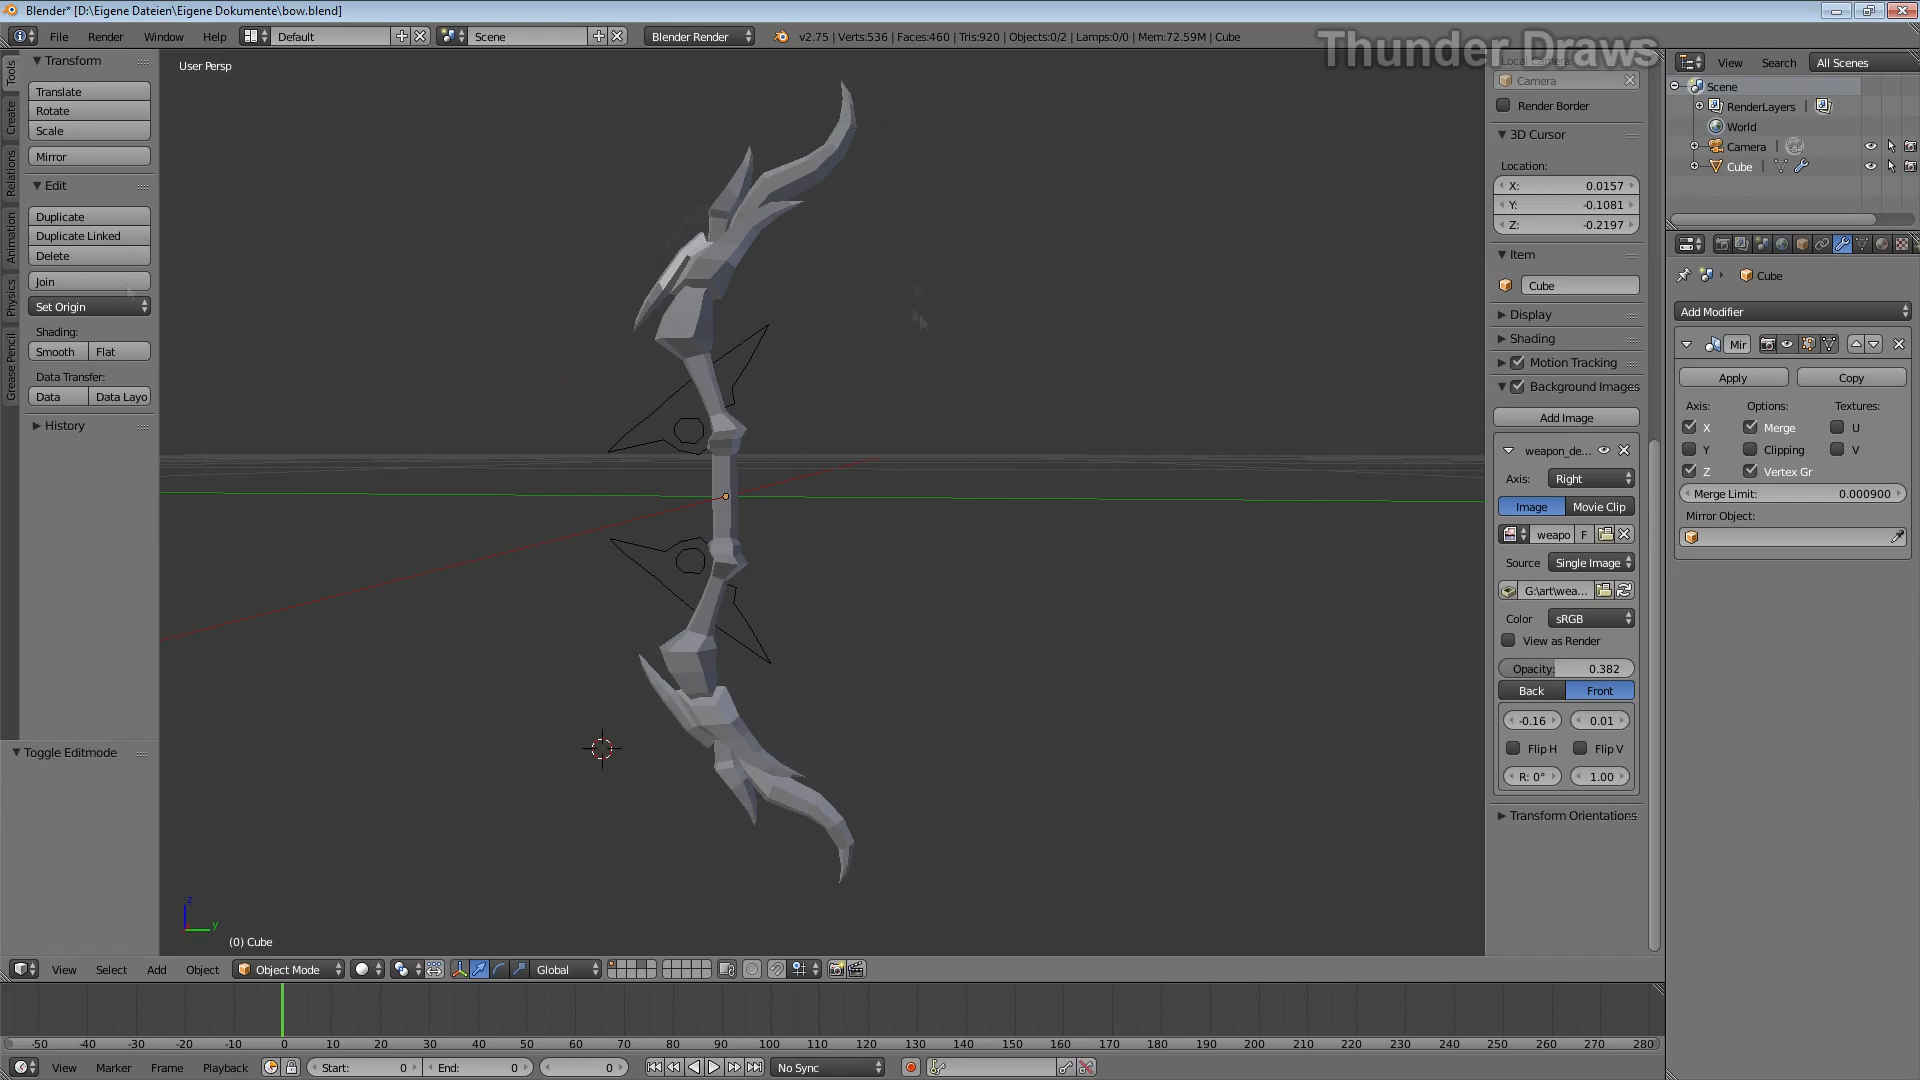 Blender* [D:\Eigene Dateien\Eigene Dokumente\bow.blend]
File Render Window Help Default Scene Blender Render v2.75 | Verts:536 | Faces:460 | Tris:920 | Objects:0/2 | Lamps:0/0 | Mem:72.59M | Cube
Thunder Draws
Tools
Create
Relations
Animation
Physics
Grease Pencil
Transform
Translate
Rotate
Scale
Mirror
Edit
Duplicate
Duplicate Linked
Delete
Join
Set Origin
Shading:
Smooth Flat
Data Transfer:
Data Data Layo
History
Toggle Editmode
User Persp
z
y
(0) Cube
Local Camera:
Camera
Render Border
3D Cursor
Location:
X: 0.0157
Y: -0.1081
Z: -0.2197
Item
Cube
Display
Shading
Motion Tracking
Background Images
Add Image
weapon_de...
Axis: Right
Image Movie Clip
weapo F
Source Single Image
G:\art\wea...
Color sRGB
View as Render
Opacity: 0.382
Back Front
-0.16 0.01
Flip H Flip V
R: 0° 1.00
Transform Orientations
View Search All Scenes
Scene
RenderLayers
World
Camera
Cube
Cube
Add Modifier
Mir
Apply Copy
Axis: Options: Textures:
X Merge U
Y Clipping V
Z Vertex Gr
Merge Limit: 0.000900
Mirror Object:
View Select Add Object Object Mode Global
-50 -40 -30 -20 -10 0 10 20 30 40 50 60 70 80 90 100 110 120 130 140 150 160 170 180 190 200 210 220 230 240 250 260 270 280
View Marker Frame Playback Start: 0 End: 0 0 No Sync